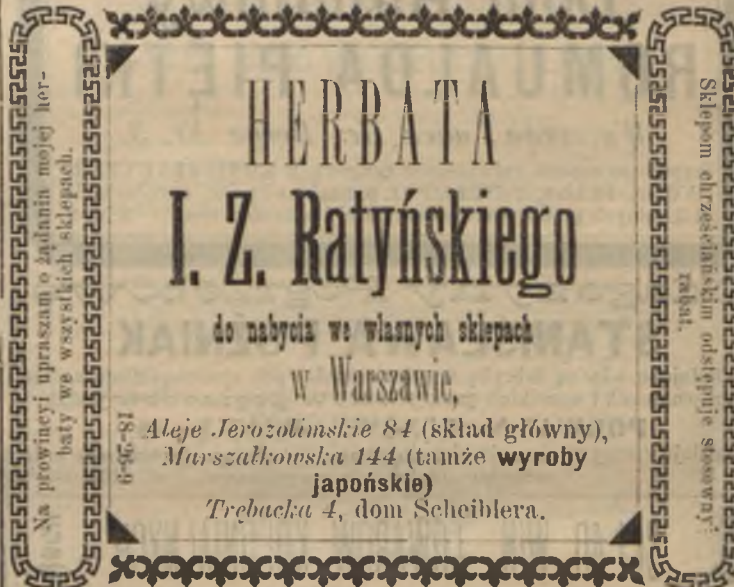 Na prowincyi upraszam o żądania mojej her-
baty we wszystkich sklepach.
HERBATA
I. Z. Ratyńskiego
do nabycia we własnych sklepach
w Warszawie,
Aleje Jerozolimskie 84 (skład główny),
Marszałkowska 144 (tamże wyroby
japońskie)
Trębacka 4, dom Scheiblera.
18-26-9
Sklepom chrześciańskim odstępuje stosowny
rabat.